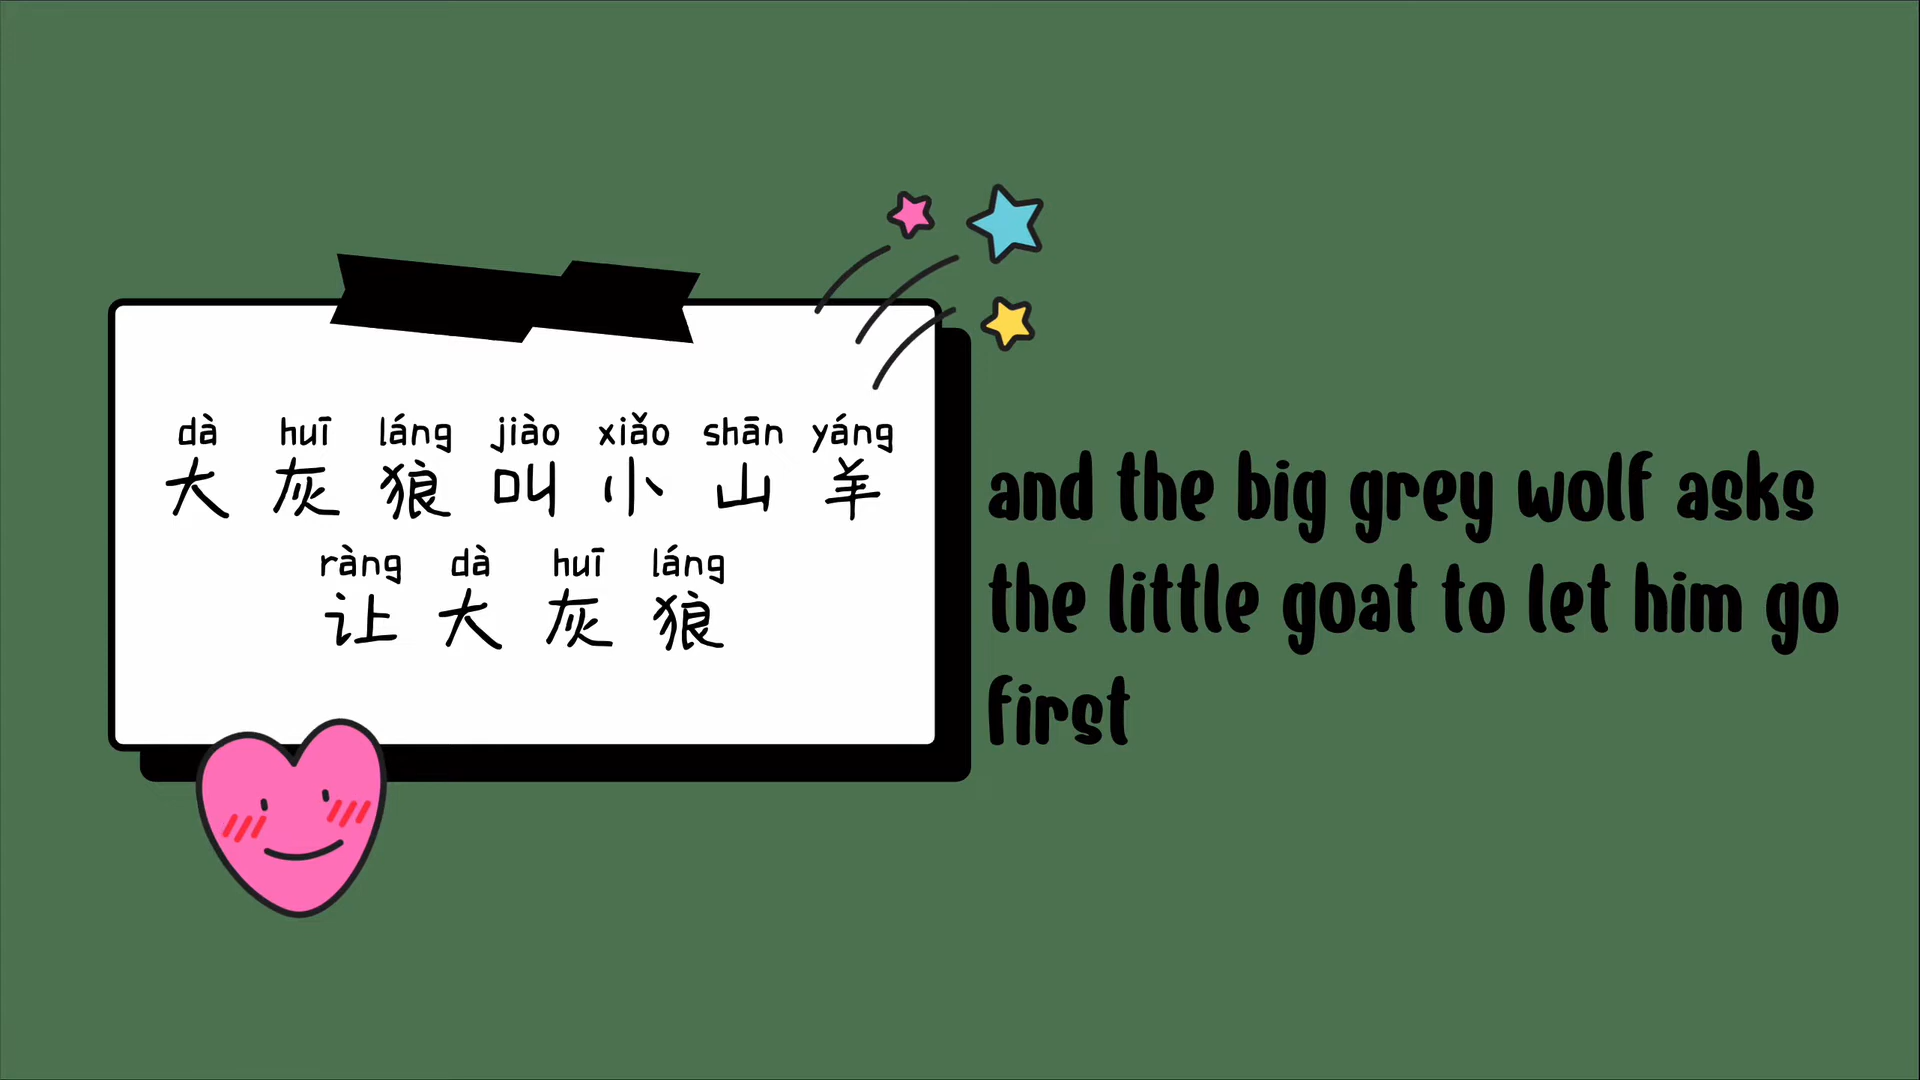 dà huī láng jiào xiǎo shān yáng
大灰狼叫小山羊
ràng dà huī láng
让大灰狼
and the big grey wolf asks
the little goat to let him go
first